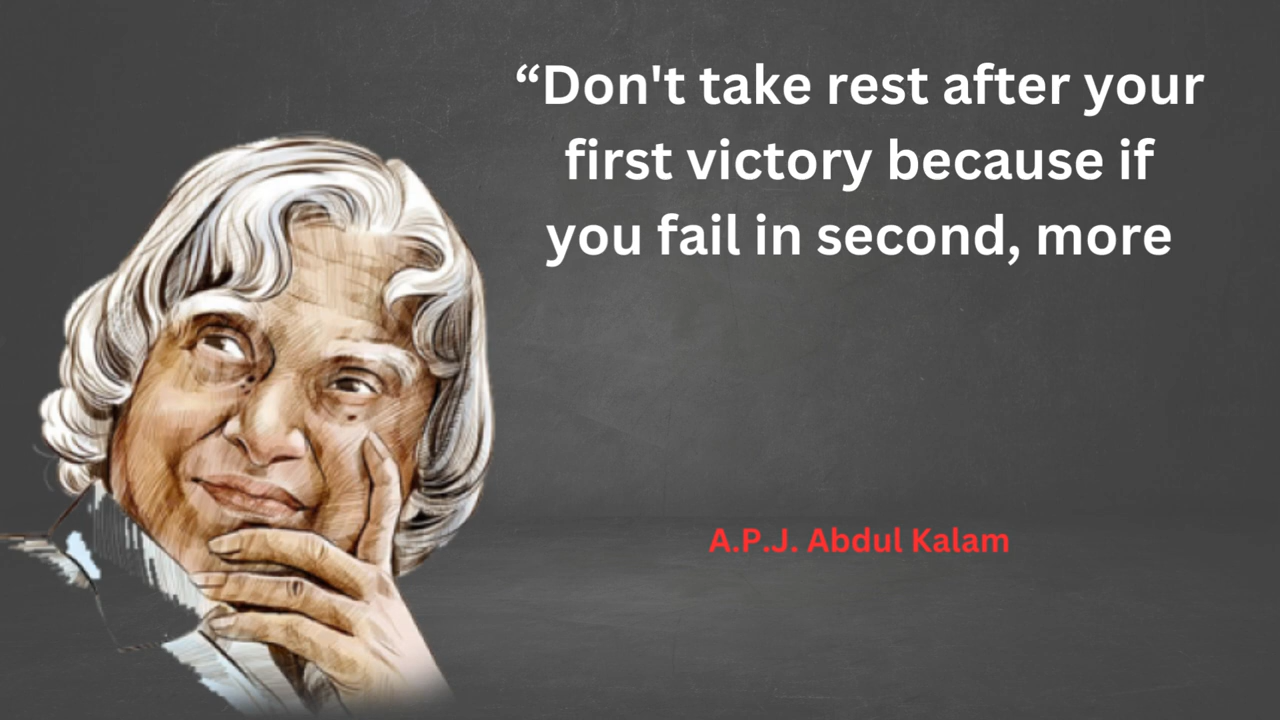 “Don't take rest after your
first victory because if
you fail in second, more
A.P.J. Abdul Kalam